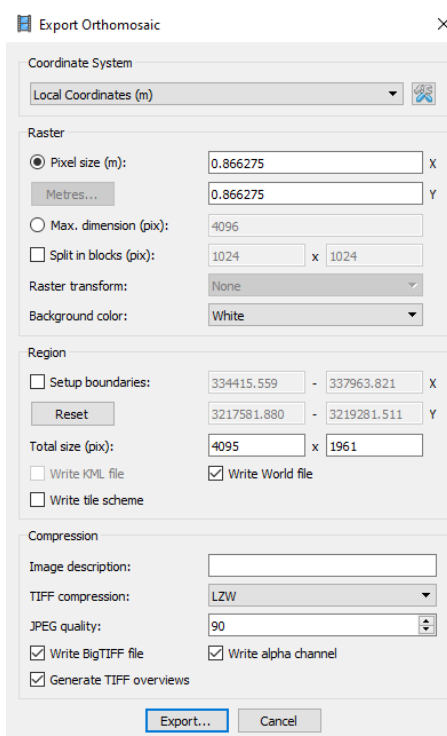 Export Orthomosaic
Coordinate System
Local Coordinates (m)
Raster
Pixel size (m): 0.866275 X
Metres... 0.866275 Y
Max. dimension (pix): 4096
Split in blocks (pix): 1024 x 1024
Raster transform: None
Background color: White
Region
Setup boundaries: 334415.559 - 337963.821 X
Reset 3217581.880 - 3219281.511 Y
Total size (pix): 4095 x 1961
Write KML file Write World file
Write tile scheme
Compression
Image description:
TIFF compression: LZW
JPEG quality: 90
Write BigTIFF file Write alpha channel
Generate TIFF overviews
Export... Cancel